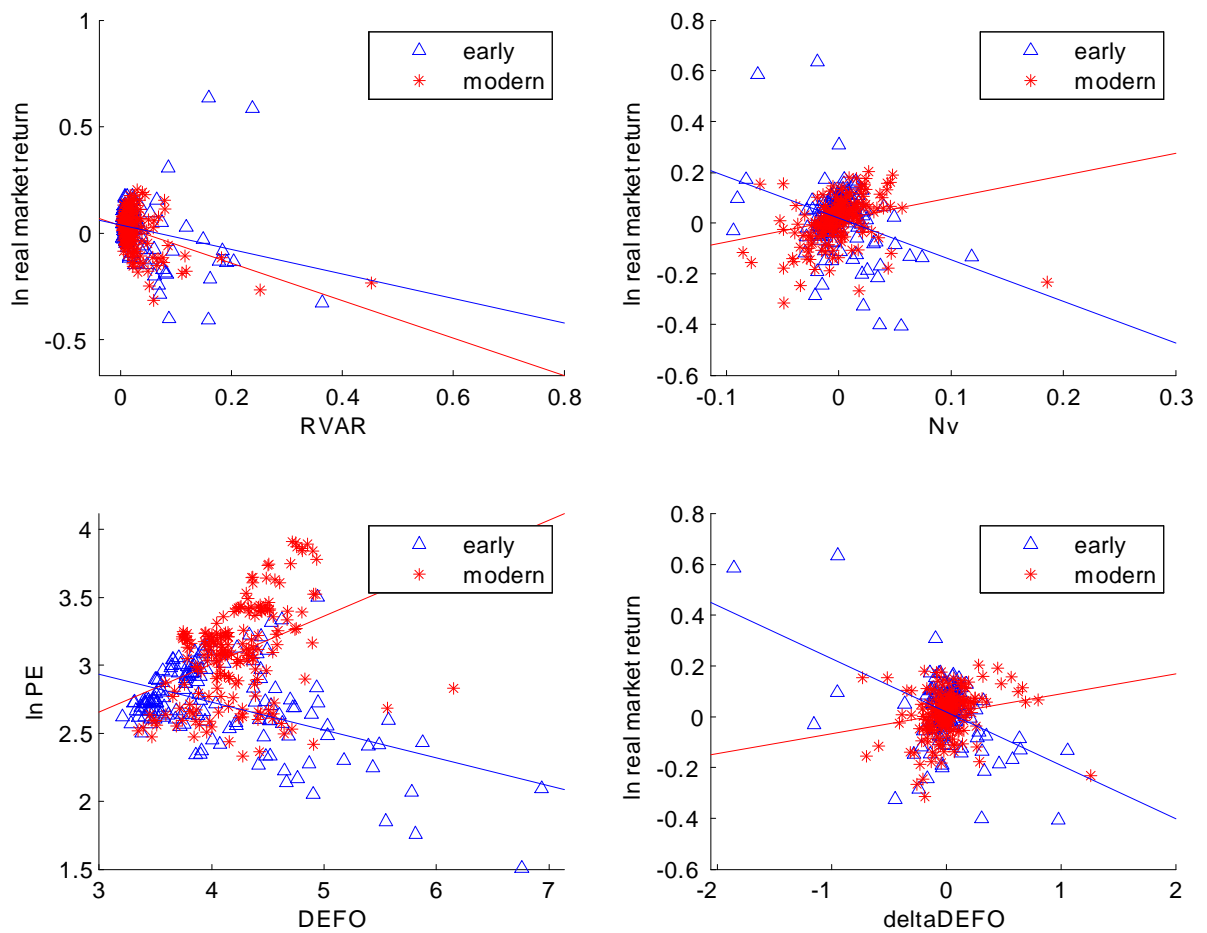 1
0.5
0
-0.5
0
0.2
0.4
0.6
0.8
RVAR
ln real market return
early
modern
0.8
0.6
0.4
0.2
0
-0.2
-0.4
-0.6
-0.1
0
0.1
0.2
0.3
Nv
ln real market return
early
modern
4
3.5
3
2.5
2
1.5
3
4
5
6
7
DEFO
ln PE
early
modern
0.8
0.6
0.4
0.2
0
-0.2
-0.4
-0.6
-2
-1
0
1
2
deltaDEFO
ln real market return
early
modern